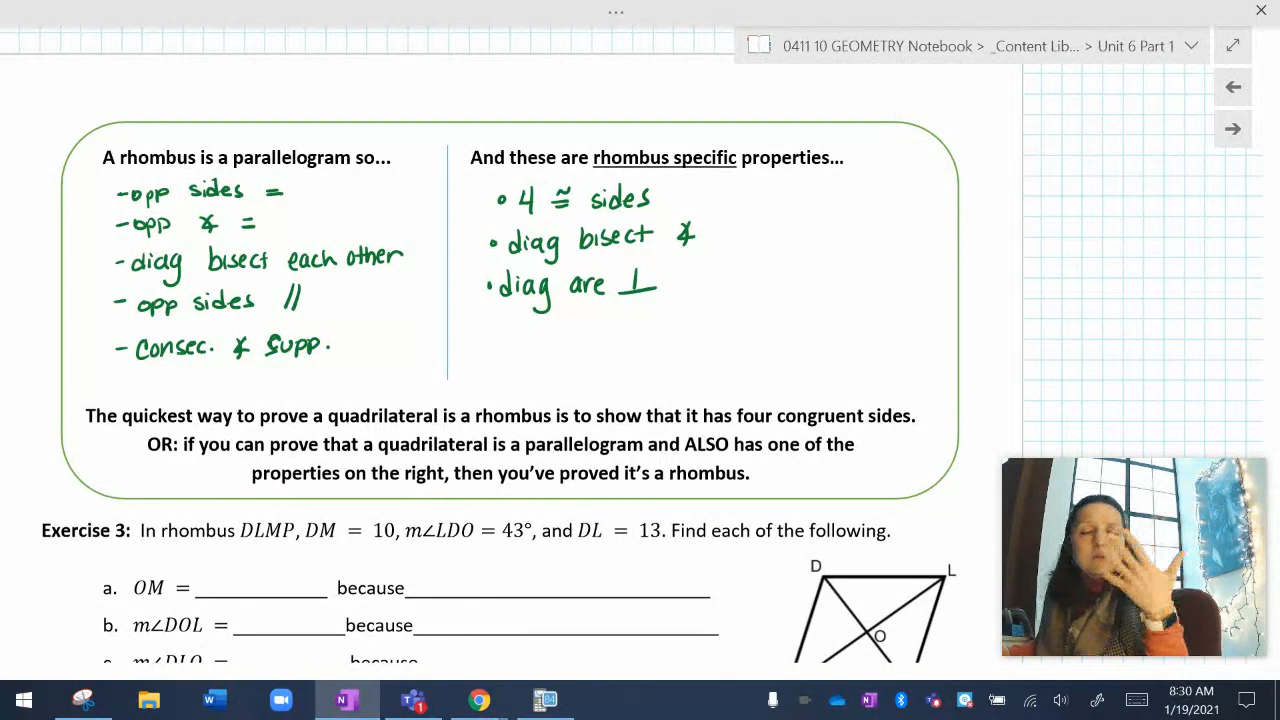 0411 10 GEOMETRY Notebook > _Content Lib... > Unit 6 Part 1
A rhombus is a parallelogram so...
-opp sides =
-opp ∡ =
-diag bisect each other
- opp sides //
- Consec. ∡ supp.
And these are rhombus specific properties...
• 4 ≅ sides
• diag bisect ∡
• diag are ⊥
The quickest way to prove a quadrilateral is a rhombus is to show that it has four congruent sides.
OR: if you can prove that a quadrilateral is a parallelogram and ALSO has one of the
properties on the right, then you've proved it's a rhombus.
Exercise 3: In rhombus DLMP, DM = 10, m∠LDO = 43°, and DL = 13. Find each of the following.
a. OM = ____________ because____________________________
b. m∠DOL = __________because____________________________
D
L
O
8:30 AM
1/19/2021